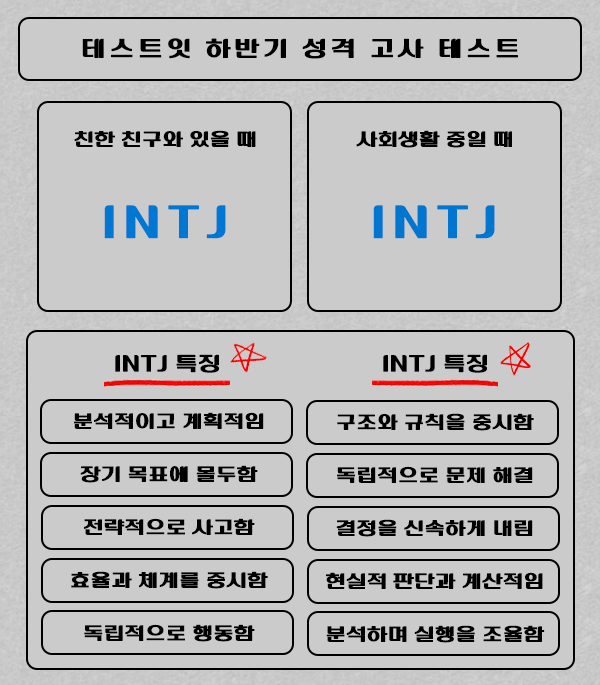 테스트잇 하반기 성격 고사 테스트
친한 친구와 있을 때
INTJ
사회생활 중일 때
INTJ
INTJ 특징
분석적이고 계획적임
장기 목표에 몰두함
전략적으로 사고함
효율과 체계를 중시함
독립적으로 행동함
INTJ 특징
구조와 규칙을 중시함
독립적으로 문제 해결
결정을 신속하게 내림
현실적 판단과 계산적임
분석하며 실행을 조율함